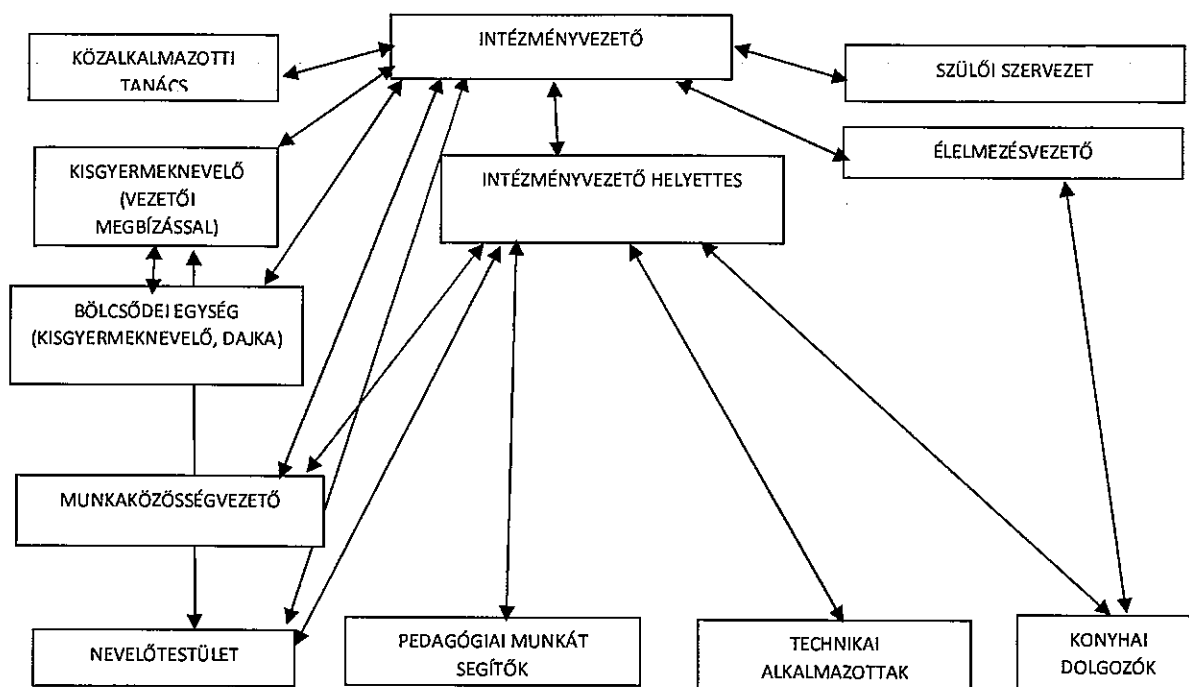 INTÉZMÉNYVEZETŐ
KÖZALKALMAZOTTI
TANÁCS
SZÜLŐI SZERVEZET
ÉLELMEZÉSVEZETŐ
KISGYERMEKNEVELŐ
(VEZETŐI
MEGBÍZÁSSAL)
INTÉZMÉNYVEZETŐ HELYETTES
BÖLCSŐDEI EGYSÉG
(KISGYERMEKNEVELŐ, DAJKA)
MUNKAKÖZÖSSÉGVEZETŐ
NEVELŐTESTÜLET
PEDAGÓGIAI MUNKÁT
SEGÍTŐK
TECHNIKAI
ALKALMAZOTTAK
KONYHAI
DOLGOZÓK